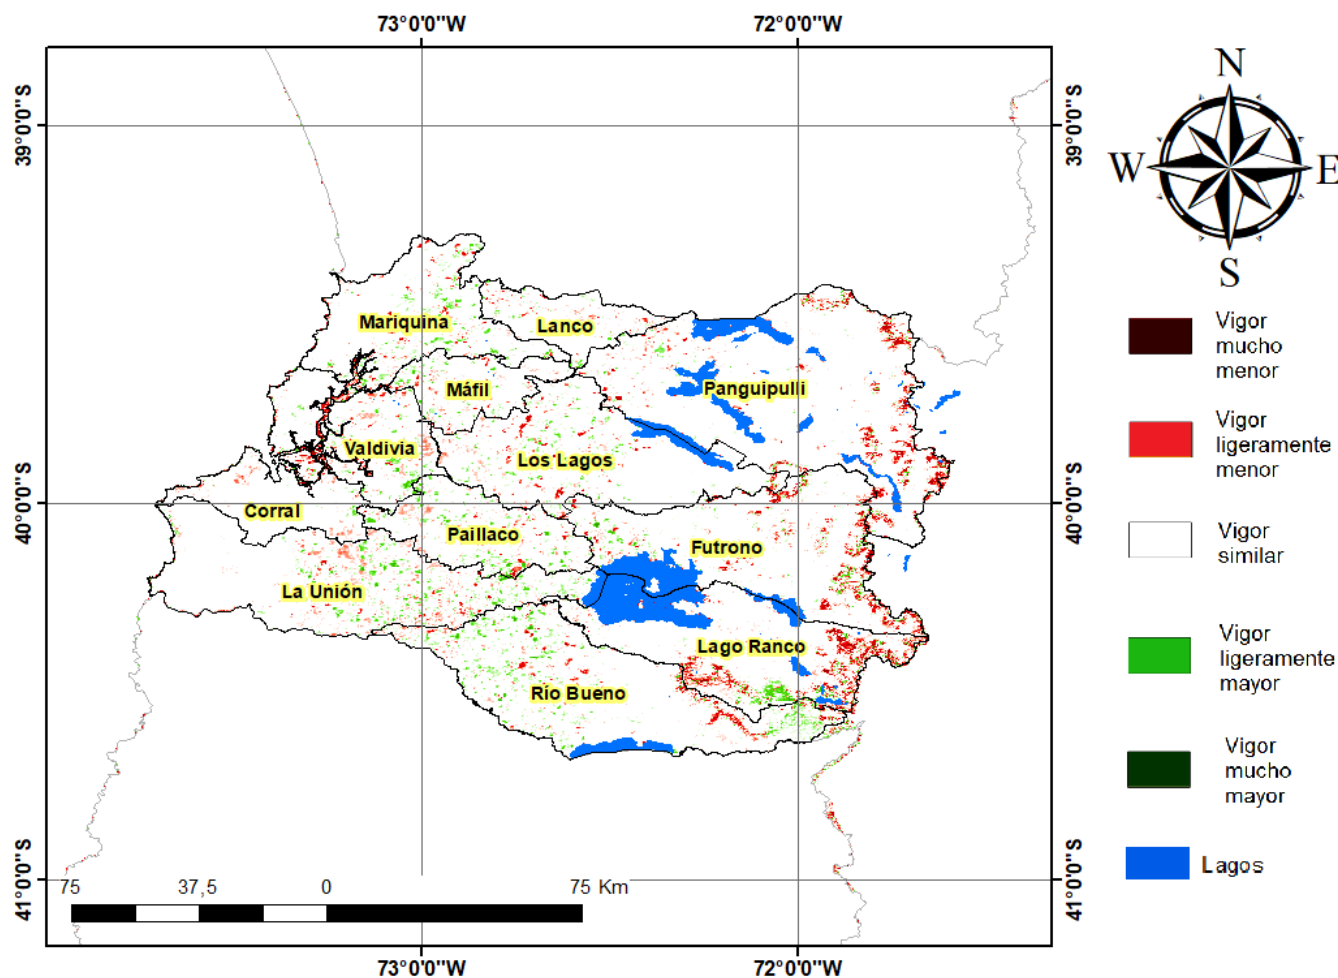 73°0'0"W
72°0'0"W
N
W
E
S
39°0'0"S
39°0'0"S
Mariquina
Lanco
Máfil
Panguipulli
Valdivia
Los Lagos
40°0'0"S
40°0'0"S
Corral
Paillaco
Futrono
La Unión
Lago Ranco
Río Bueno
41°0'0"S
41°0'0"S
75
37,5
0
75 Km
73°0'0"W
72°0'0"W
Vigor
mucho
menor
Vigor
ligeramente
menor
Vigor
similar
Vigor
ligeramente
mayor
Vigor
mucho
mayor
Lagos